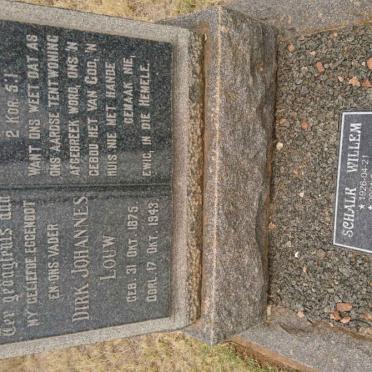 Ter gedagtenis aan
MY GELIEFDE EGGENOOT
EN ONS VADER
DIRK JOHANNES
LOUW
GEB. 31 OKT. 1875
OORL. 17 OKT. 1943
2 KOR 5:1
WANT ONS WEET DAT AS
ONS AARDSE TENTWONING
AFGEBREEK WORD, ONS 'N
GEBOU HET VAN GOD, 'N
HUIS NIE MET HANDE
GEMAAK NIE,
EWIG, IN DIE HEMELE.
SCHALK WILLEM
★ 1926-04-21